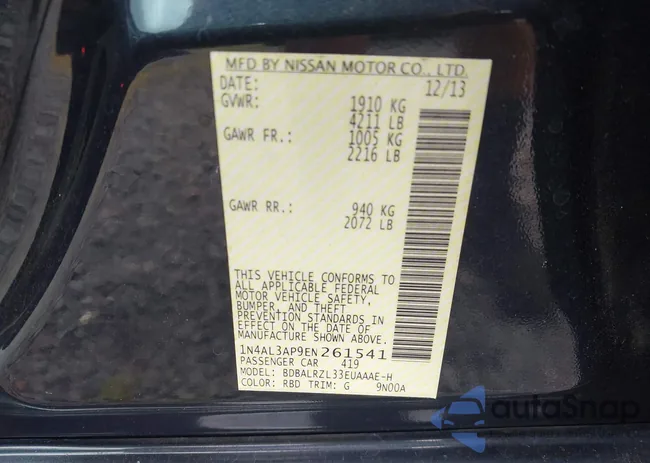 MFD BY NISSAN MOTOR CO., LTD.
DATE: 12/13
GVWR: 1910 KG
4211 LB
GAWR FR.: 1005 KG
2216 LB
GAWR RR.: 940 KG
2072 LB
THIS VEHICLE CONFORMS TO
ALL APPLICABLE FEDERAL
MOTOR VEHICLE SAFETY,
BUMPER, AND THEFT
PREVENTION STANDARDS IN
EFFECT ON THE DATE OF
MANUFACTURE SHOWN ABOVE.
1N4AL3AP9EN261541
PASSENGER CAR 419
MODEL: BDBALRZL33EUAAAE-H
COLOR: RBD TRIM: G 9N00A
autoSnap